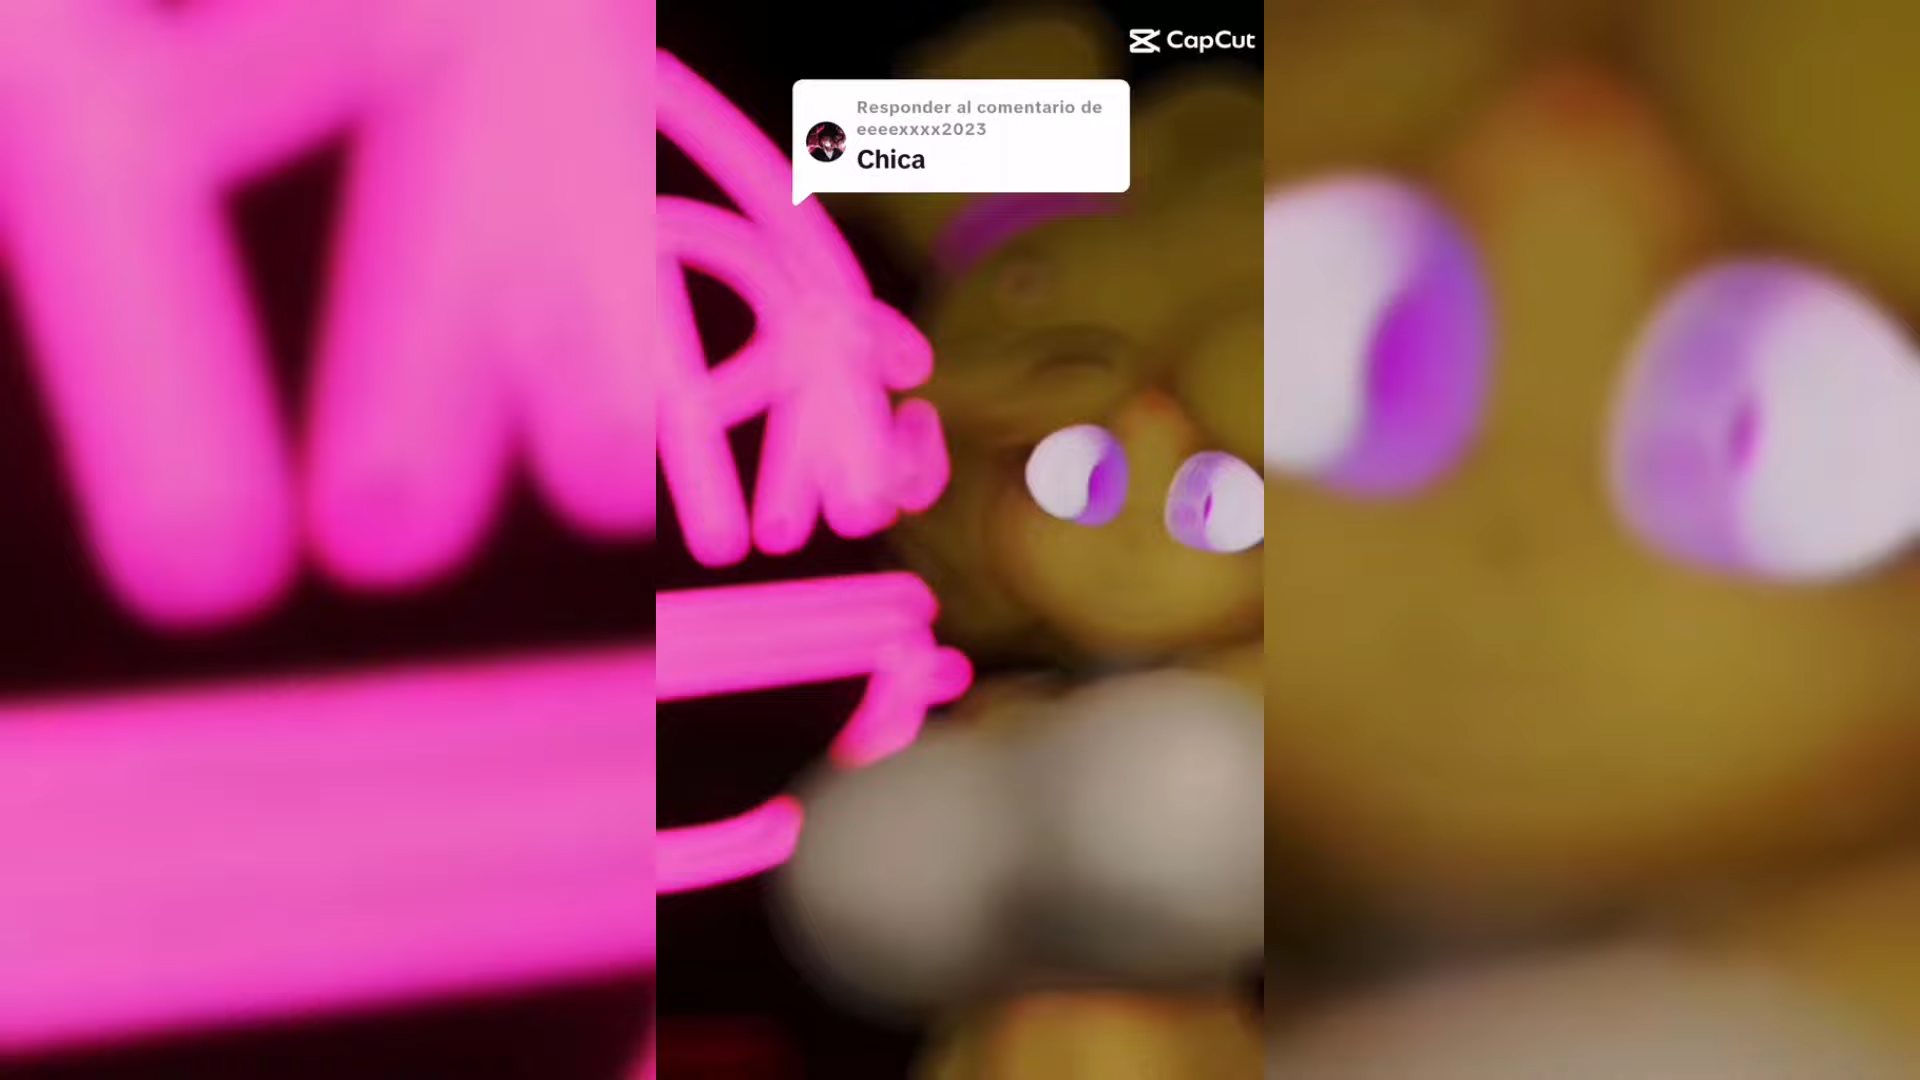 CapCut
Responder al comentario de
eeeexxxx2023
Chica